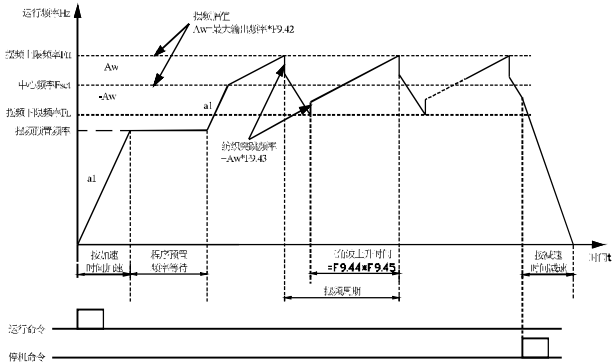 运行频率Hz
摆频幅值
Aw=最大输出频率*F9.42
摆频上限频率FH
Aw
中心频率Fset
-Aw
a1
摆频下限频率FL
摆频预置频率
纺织突跳频率
=Aw*F9.43
a1
按加速
时间加速
程序预置
频率等待
三角波上升时间
=F9.44*F9.45
按减速
时间减速
时间t
摆频周期
运行命令
停机命令